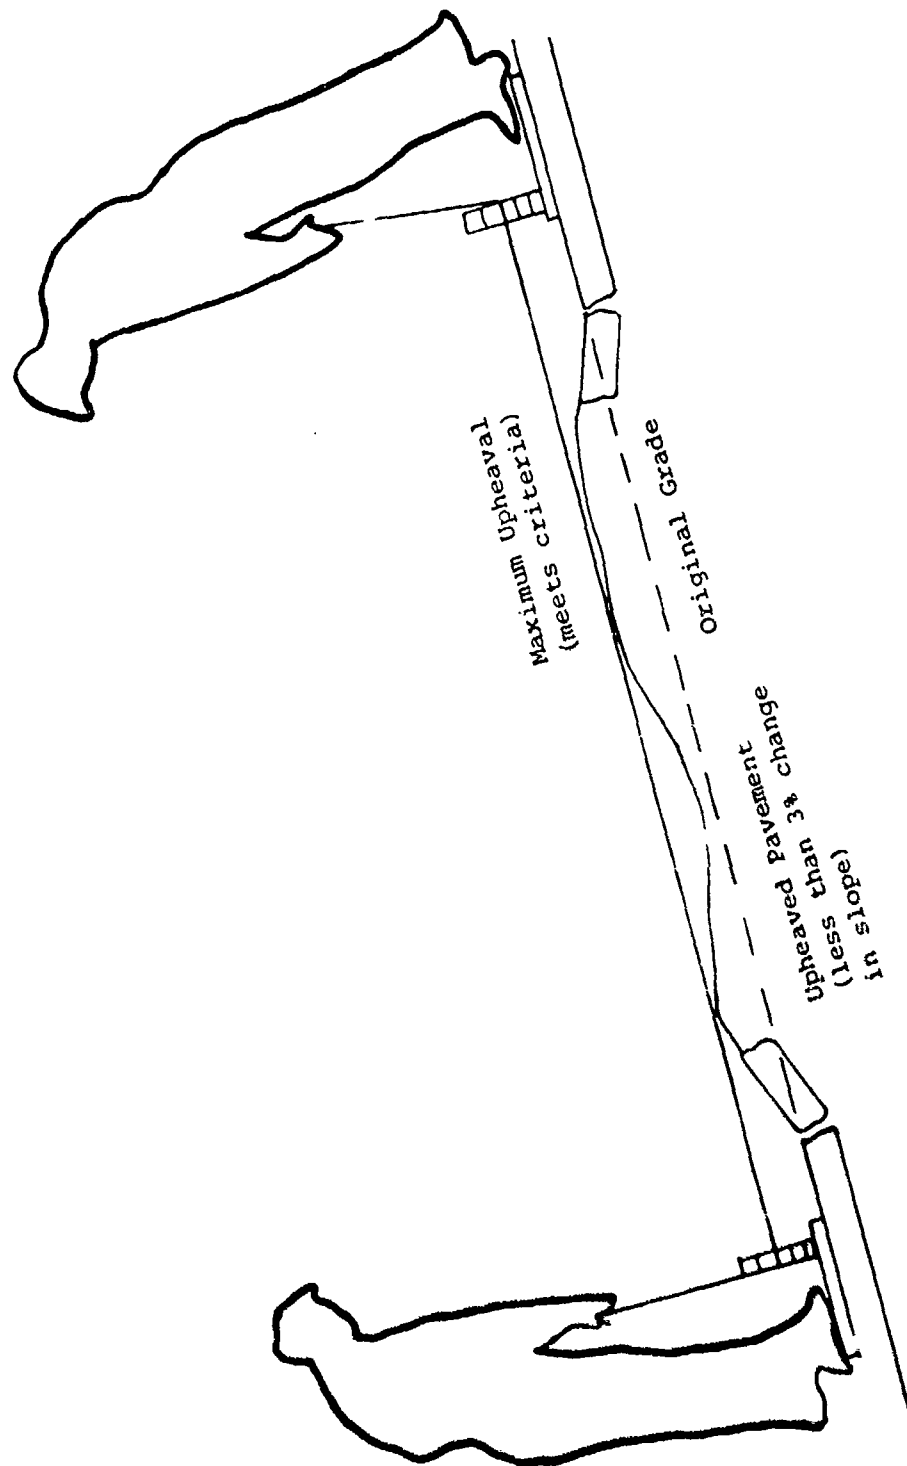 Maximum Upheaval
(meets criteria)
Original Grade
Upheaved Pavement
(less than 3% change
in slope)